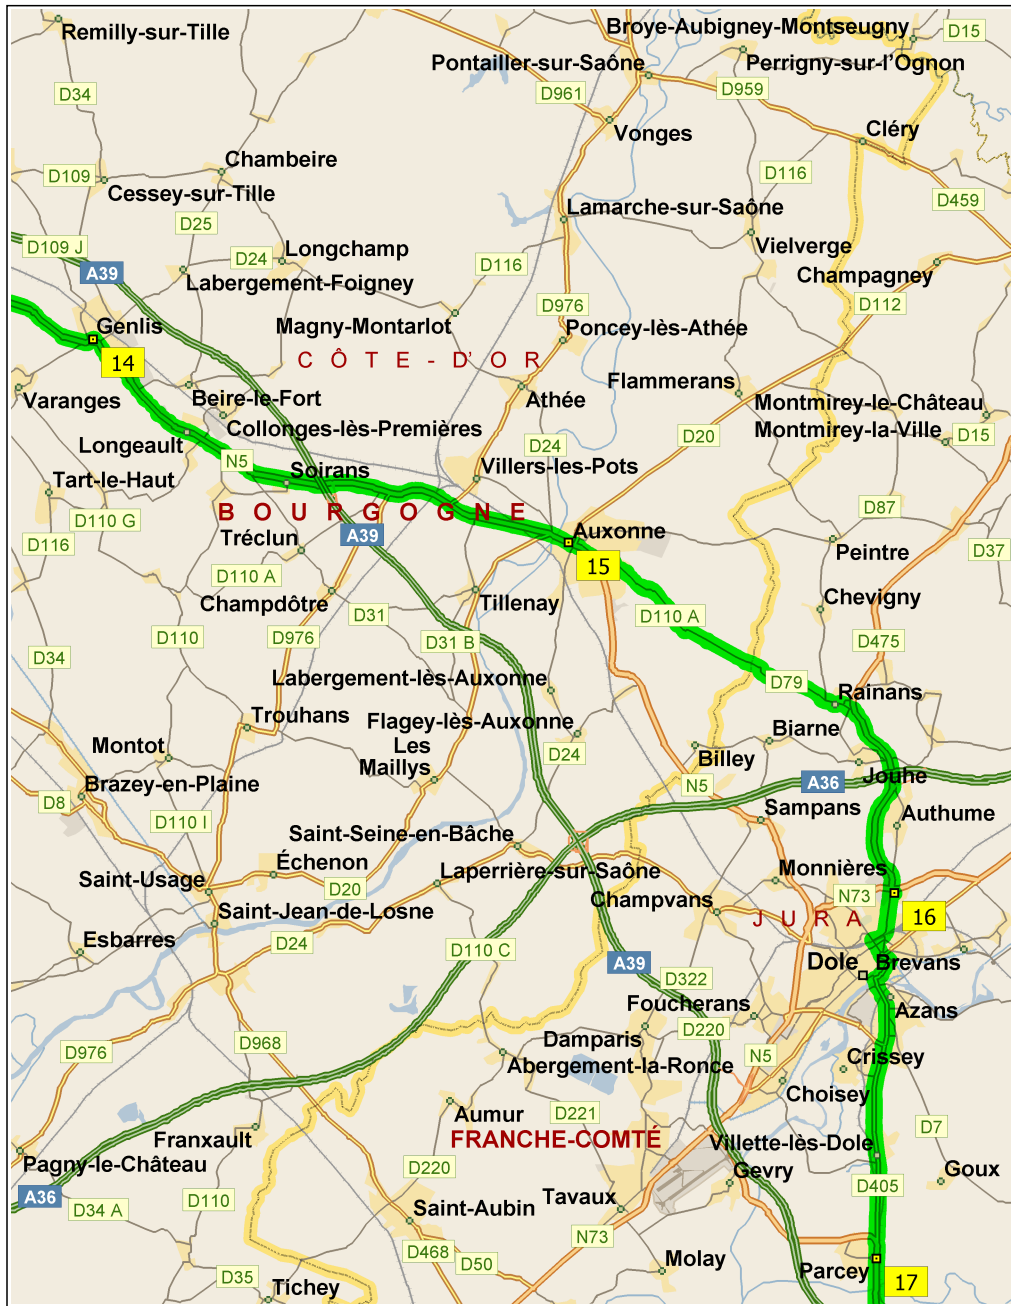 Remilly-sur-Tille
Broye-Aubigney-Montseugny
D15
Pontailler-sur-Saône
Perrigny-sur-l'Ognon
D34
D961
D959
Vonges
Cléry
Chambeire
D109
D116
Cessey-sur-Tille
D459
D25
Lamarche-sur-Saône
D109 J
Longchamp
Vielverge
D24
D116
A39
Labergement-Foigney
Champagney
D976
D112
Genlis
Magny-Montarlot
Poncey-lès-Athée
14
CÔTE-D'OR
Varanges
Beire-le-Fort
Athée
Flammerans
Montmirey-le-Château
Collonges-lès-Premières
Longeault
D24
D20
Montmirey-la-Ville
D15
N5
Soirans
Villers-les-Pots
Tart-le-Haut
D110 G
BOURGOGNE
D87
D116
Tréclun
A39
Auxonne
Peintre
D37
15
D110 A
Champdôtre
Tillenay
Chevigny
D31
D110 A
D110
D976
D31 B
D475
D34
Labergement-lès-Auxonne
D79
Rainans
Trouhans
Flagey-lès-Auxonne
Biarne
Montot
Les
Maillys
D24
Billey
Jouhe
Brazey-en-Plaine
N5
A36
D8
Sampans
Authume
D110 I
Saint-Seine-en-Bâche
Échenon
Laperrière-sur-Saône
Monnières
Saint-Usage
D20
Champvans
N73
Saint-Jean-de-Losne
JURA
16
Esbarres
D24
D110 C
A39
Dole
Brevans
D322
Foucherans
Azans
D976
D968
Damparis
D220
Abergement-la-Ronce
N5
Crissey
Choisey
Aumur
D221
Franxault
FRANCHE-COMTÉ
D7
Villette-lès-Dole
Pagny-le-Château
D220
Gevry
Goux
A36
D34 A
D110
Tavaux
D405
Saint-Aubin
N73
D468
D50
Molay
Parcey
D35
Tichey
17